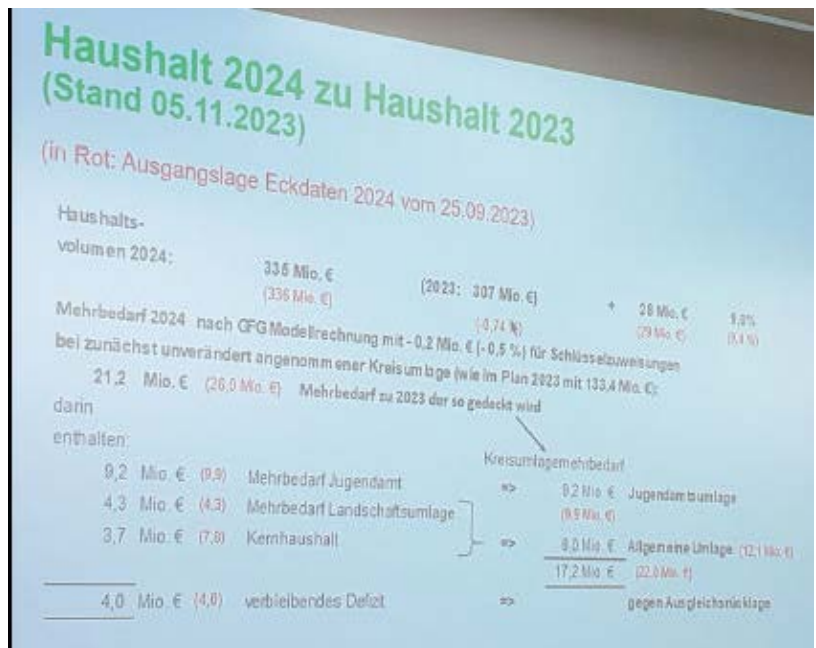 Haushalt 2024 zu Haushalt 2023
(Stand 05.11.2023)
(in Rot: Ausgangslage Eckdaten 2024 vom 25.09.2023)
Haushalts-
volumen 2024: 335 Mio. € (2023: 307 Mio. €) + 28 Mio. €
(336 Mio. €) (29 Mio. €)
Mehrbedarf 2024 nach GFG Modellrechnung mit - 0,2 Mio. € (- 0,5 %) für Schlüsselzuweisungen
bei zunächst unverändert angenommener Kreisumlage (wie im Plan 2023 mit 133,4 Mio. €):
21,2 Mio. € Mehrbedarf zu 2023 der so gedeckt wird
darin
enthalten:
Kreisumlagemehrbedarf
9,2 Mio. € (9,9) Mehrbedarf Jugendamt => 9,2 Mio. € Jugendamtsumlage
(9,9 Mio. €)
4,3 Mio. € (4,3) Mehrbedarf Landschaftsumlage
3,7 Mio. € (7,8) Kernhaushalt => 8,0 Mio. € Allgemeine Umlage (12,1 Mio. €)
17,2 Mio. € (22,0 Mio. €)
4,0 Mio. € verbleibendes Defizit => gegen Ausgleichsrücklage